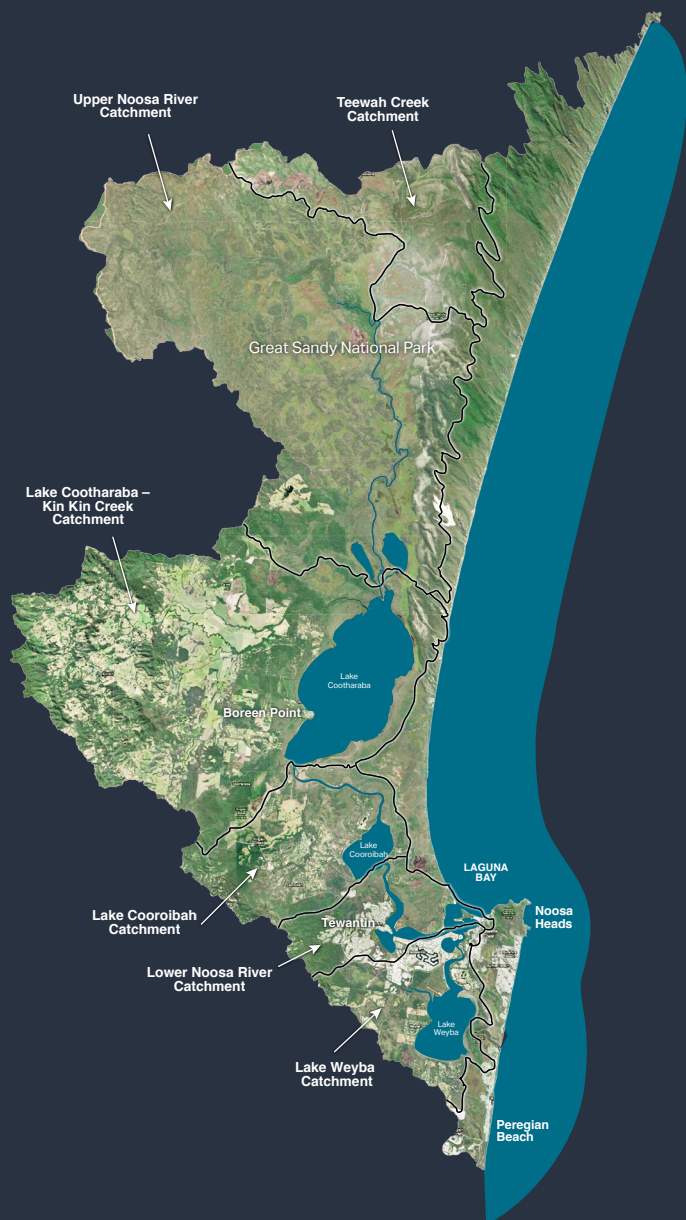 Upper Noosa River
Catchment
Teewah Creek
Catchment
Great Sandy National Park
Lake Cootharaba –
Kin Kin Creek
Catchment
Lake
Cootharaba
Boreen Point
Lake
Cooroibah
LAGUNA
BAY
Lake Cooroibah
Catchment
Tewantin
Noosa
Heads
Lower Noosa River
Catchment
Lake
Weyba
Lake Weyba
Catchment
Peregian
Beach